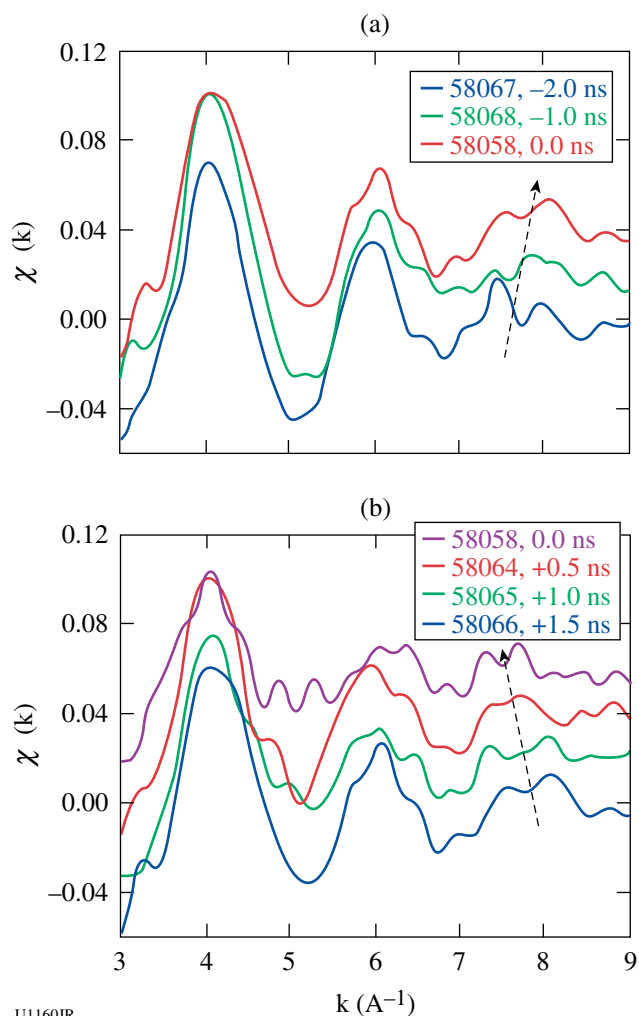 (a)
0.12
0.08
0.04
0.00
–0.04
χ (k)
58067, –2.0 ns
58068, –1.0 ns
58058, 0.0 ns
(b)
0.12
0.08
0.04
0.00
–0.04
χ (k)
58058, 0.0 ns
58064, +0.5 ns
58065, +1.0 ns
58066, +1.5 ns
3 4 5 6 7 8 9
k (A⁻¹)
U1160JR